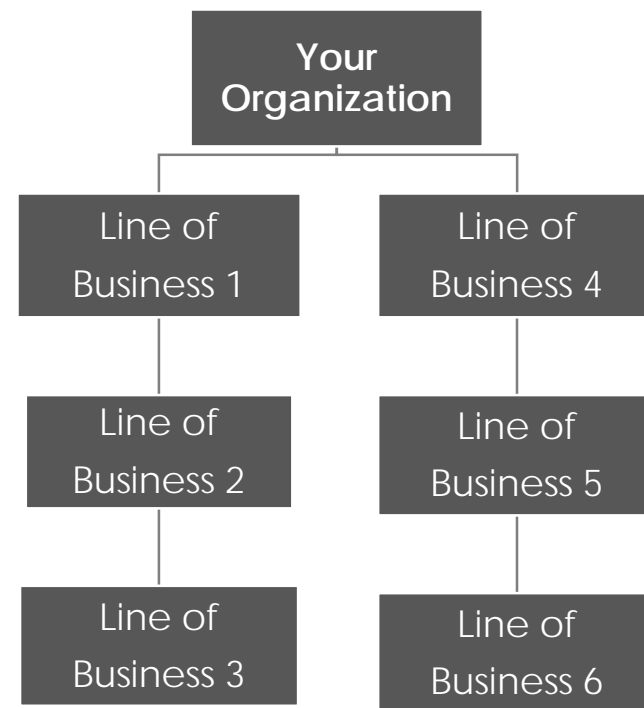 Your
Organization
Line of
Business 1
Line of
Business 2
Line of
Business 3
Line of
Business 4
Line of
Business 5
Line of
Business 6